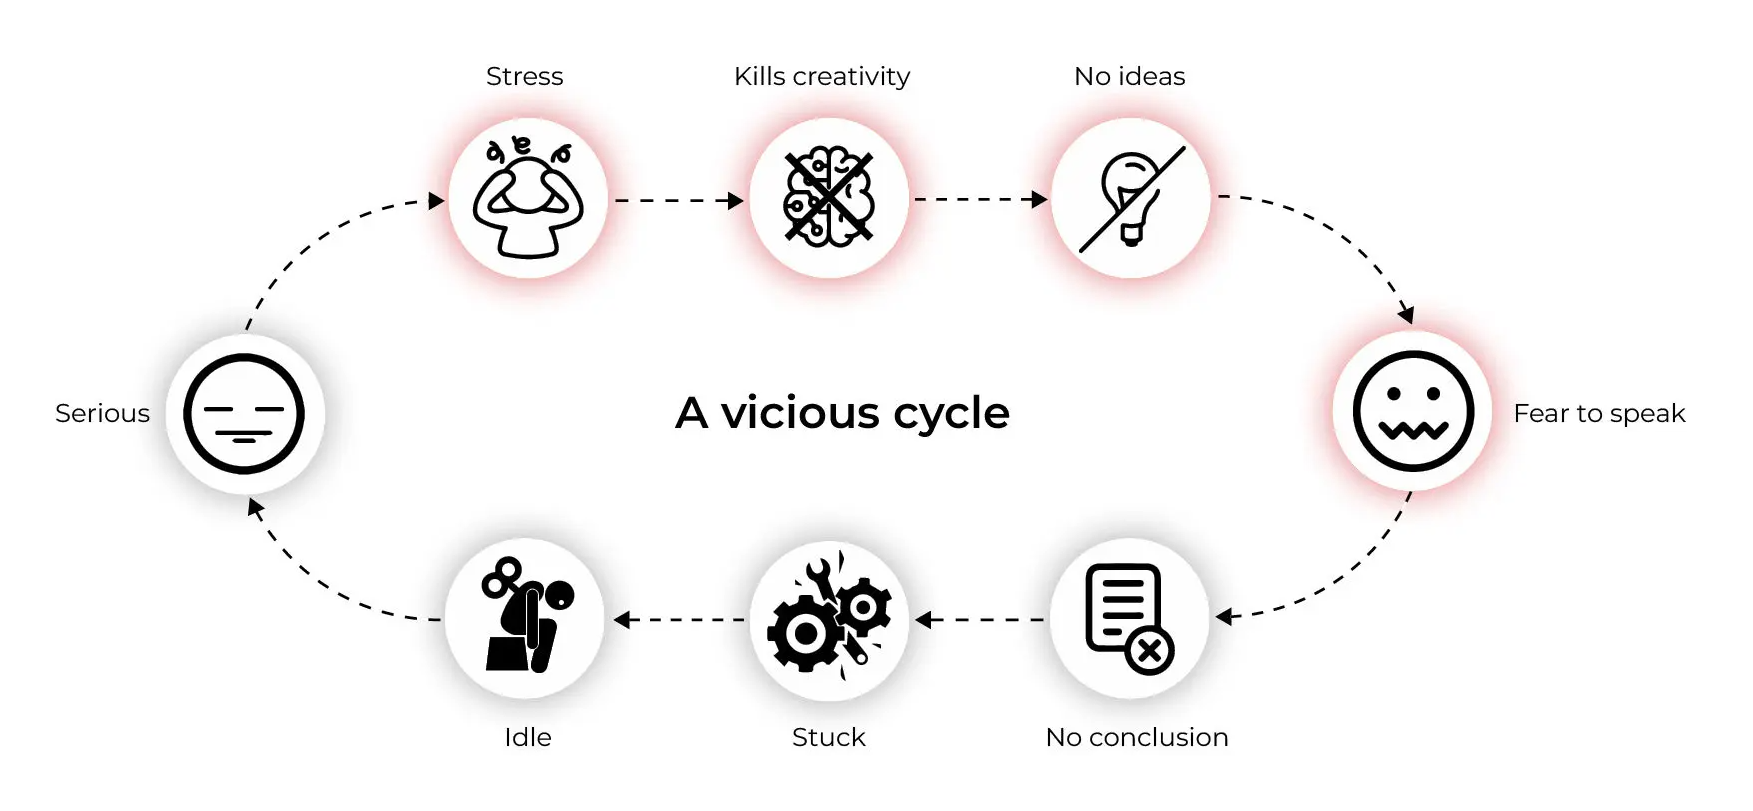 Stress
Kills creativity
No ideas
Serious
A vicious cycle
Fear to speak
Idle
Stuck
No conclusion